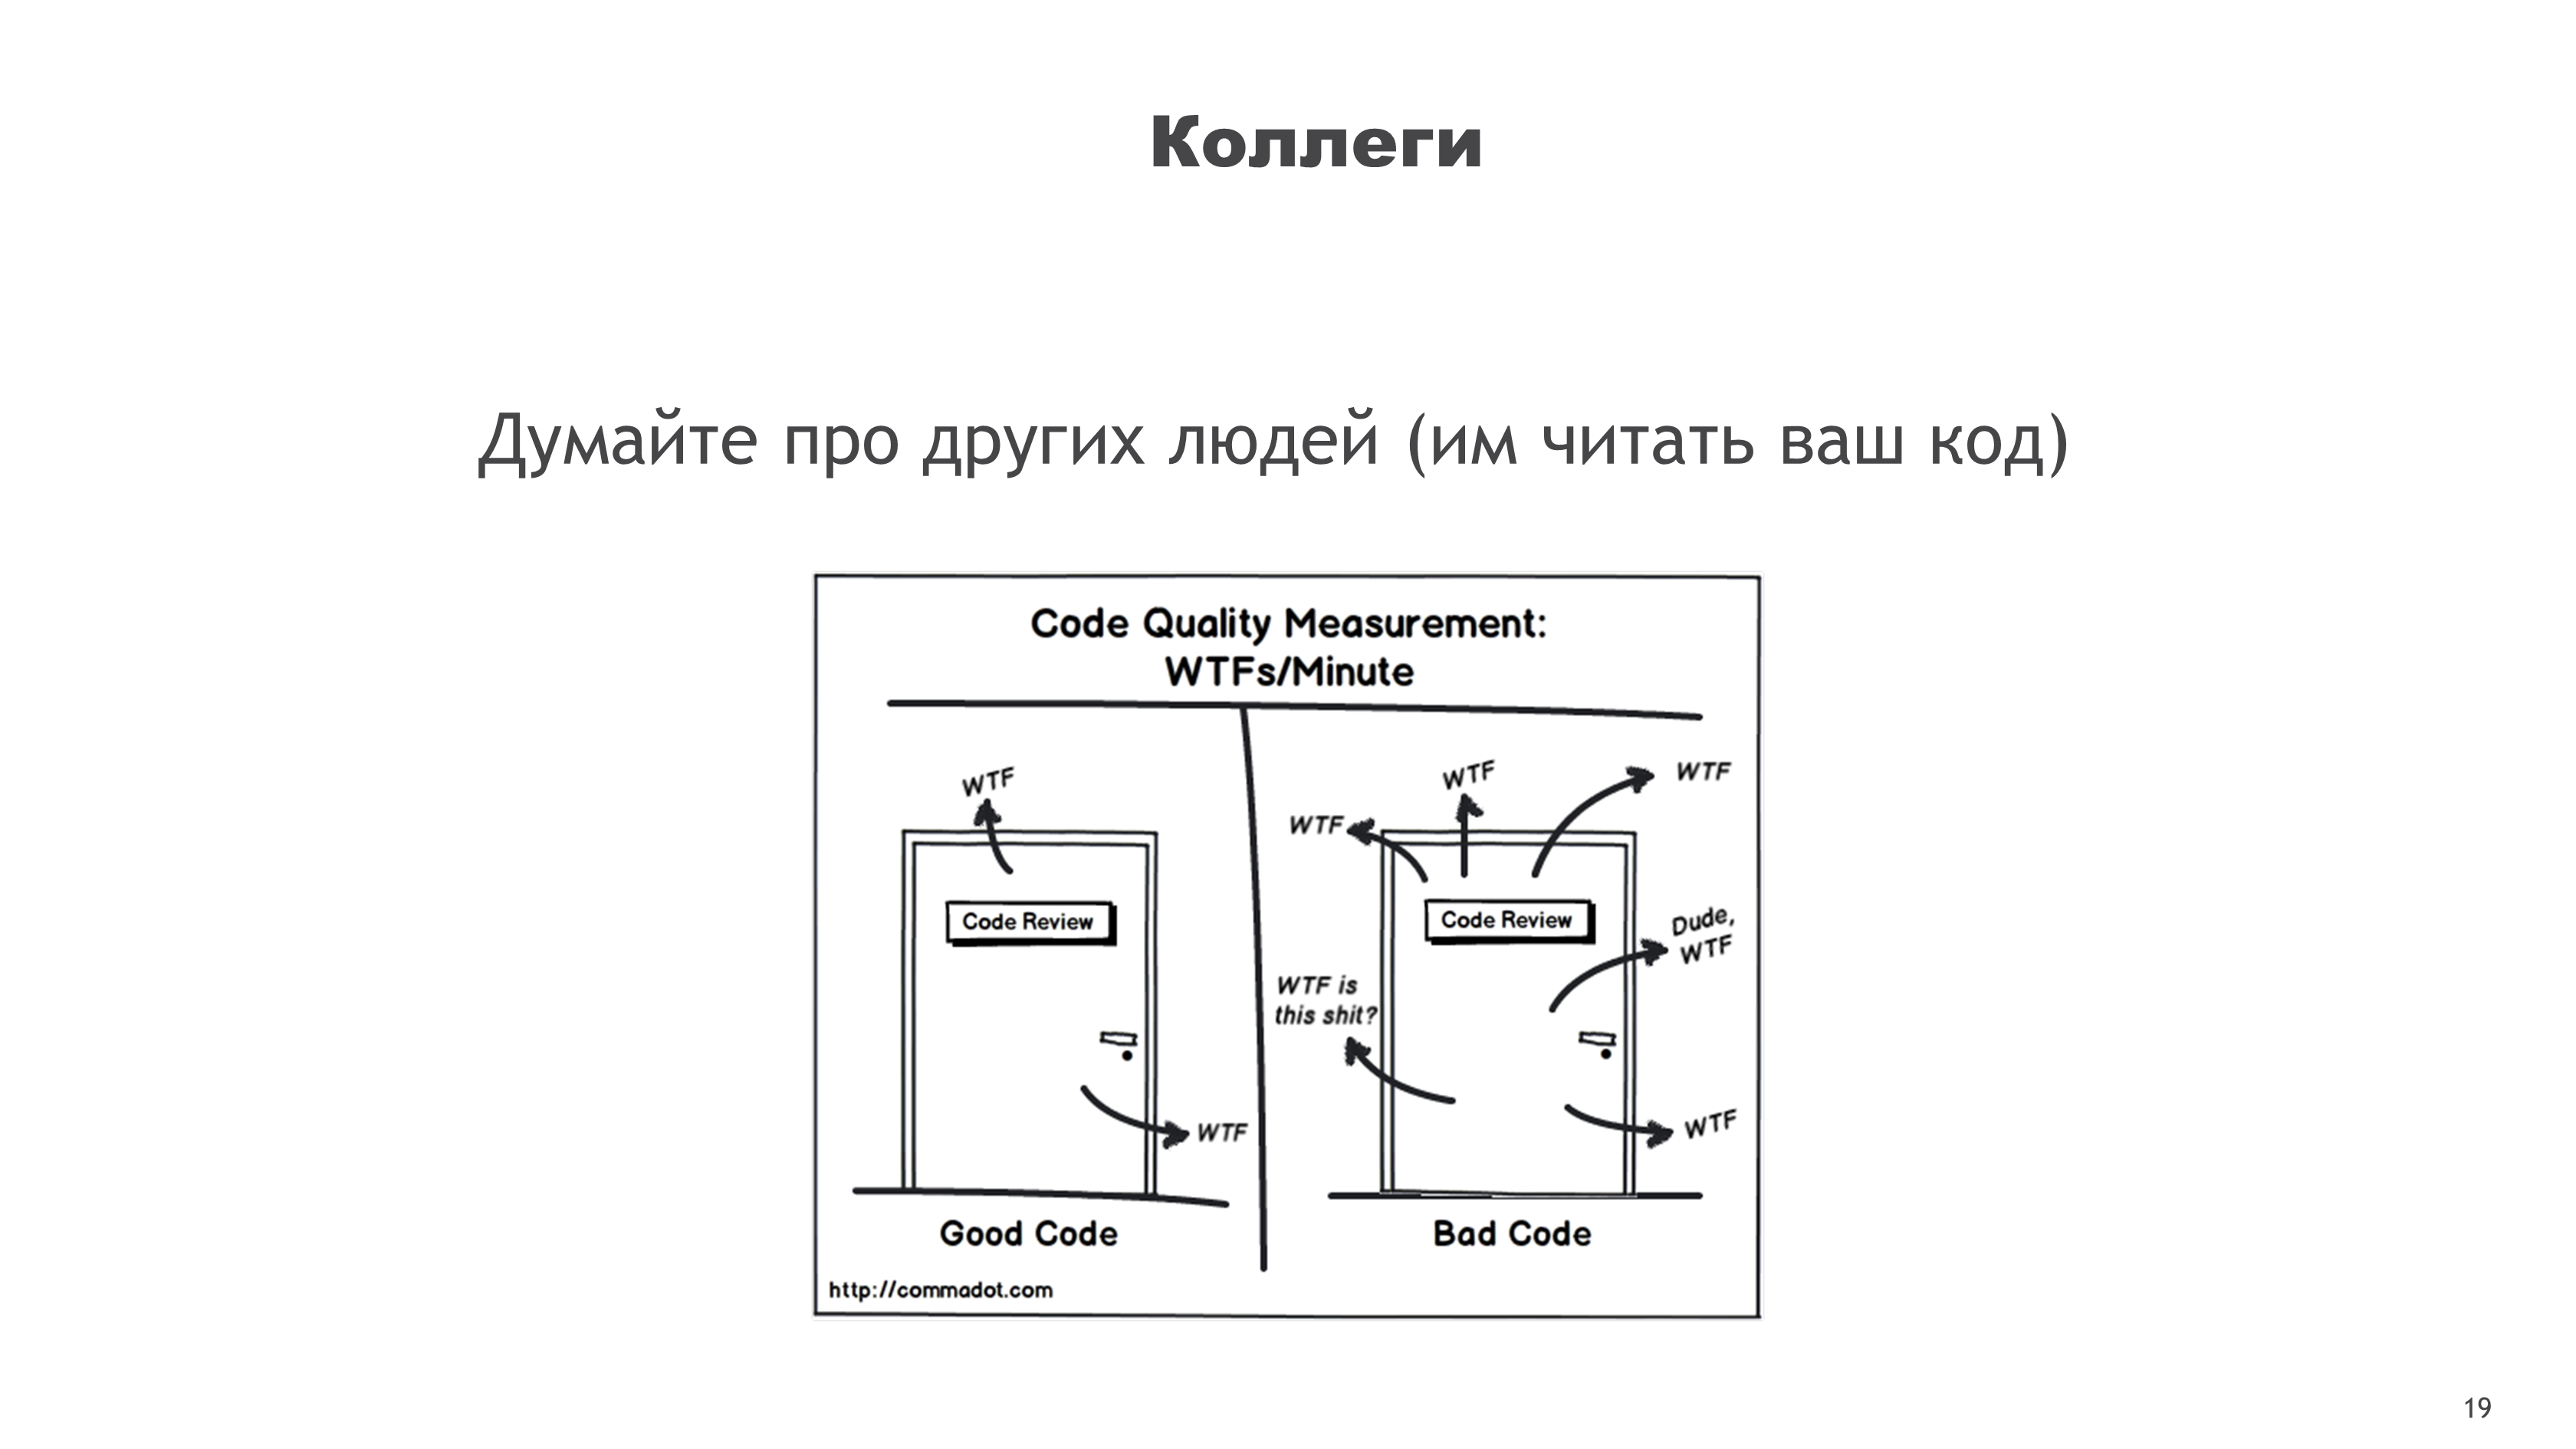 Коллеги
Думайте про других людей (им читать ваш код)
Code Quality Measurement:
WTFs/Minute
WTF
Code Review
WTF
Good Code
WTF
WTF
WTF
Code Review
Dude,
WTF
WTF is
this shit?
WTF
Bad Code
http://commadot.com
19